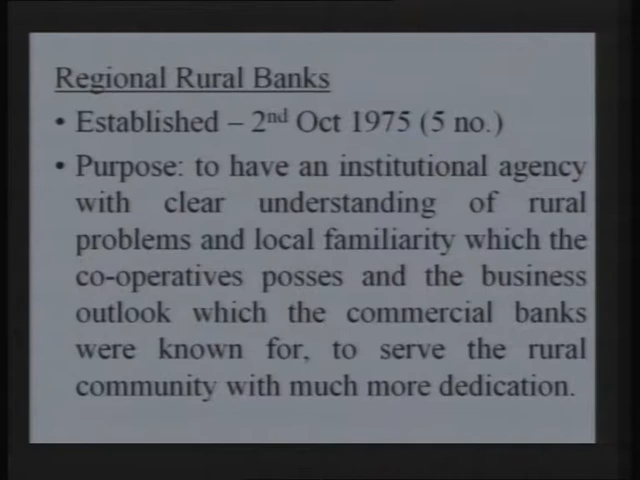 Regional Rural Banks
• Established – 2nd Oct 1975 (5 no.)
• Purpose: to have an institutional agency
with clear understanding of rural
problems and local familiarity which the
co-operatives posses and the business
outlook which the commercial banks
were known for, to serve the rural
community with much more dedication.